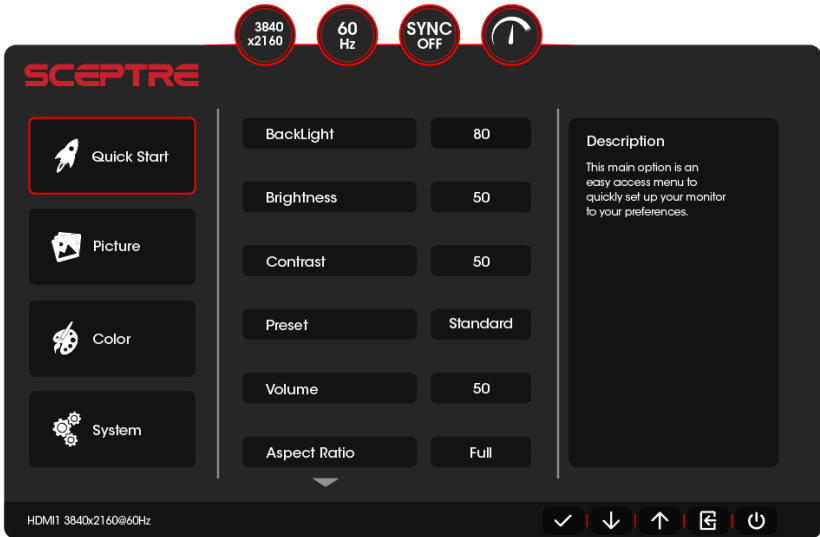 3840
x2160
60
Hz
SYNC
OFF
SCEPTRE
Quick Start
Picture
Color
System
BackLight 80
Brightness 50
Contrast 50
Preset Standard
Volume 50
Aspect Ratio Full
Description
This main option is an
easy access menu to
quickly set up your monitor
to your preferences.
HDMI1 3840x2160@60Hz